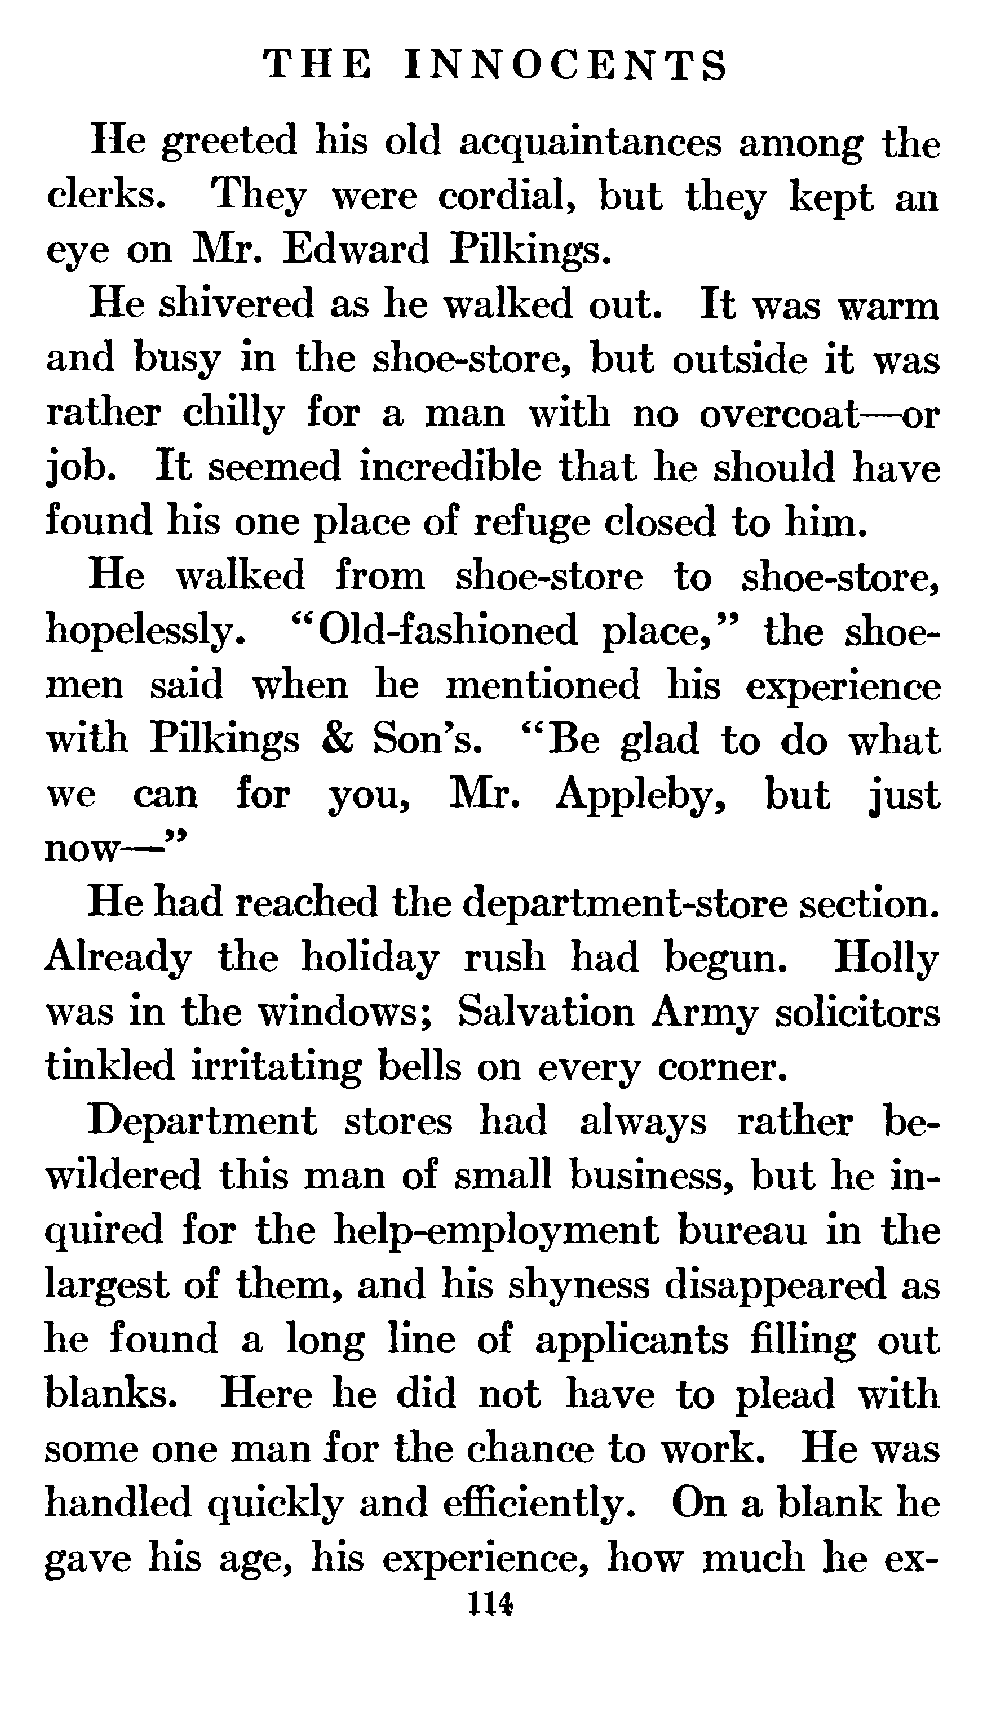 THE INNOCENTS
He greeted his old acquaintances among the
clerks. They were cordial, but they kept an
eye on Mr. Edward Pilkings.
He shivered as he walked out. It was warm
and busy in the shoe-store, but outside it was
rather chilly for a man with no overcoat—or
job. It seemed incredible that he should have
found his one place of refuge closed to him.
He walked from shoe-store to shoe-store,
hopelessly. “Old-fashioned place,” the shoe-
men said when he mentioned his experience
with Pilkings & Son’s. “Be glad to do what
we can for you, Mr. Appleby, but just
now—”
He had reached the department-store section.
Already the holiday rush had begun. Holly
was in the windows; Salvation Army solicitors
tinkled irritating bells on every corner.
Department stores had always rather be-
wildered this man of small business, but he in-
quired for the help-employment bureau in the
largest of them, and his shyness disappeared as
he found a long line of applicants filling out
blanks. Here he did not have to plead with
some one man for the chance to work. He was
handled quickly and efficiently. On a blank he
gave his age, his experience, how much he ex-
114